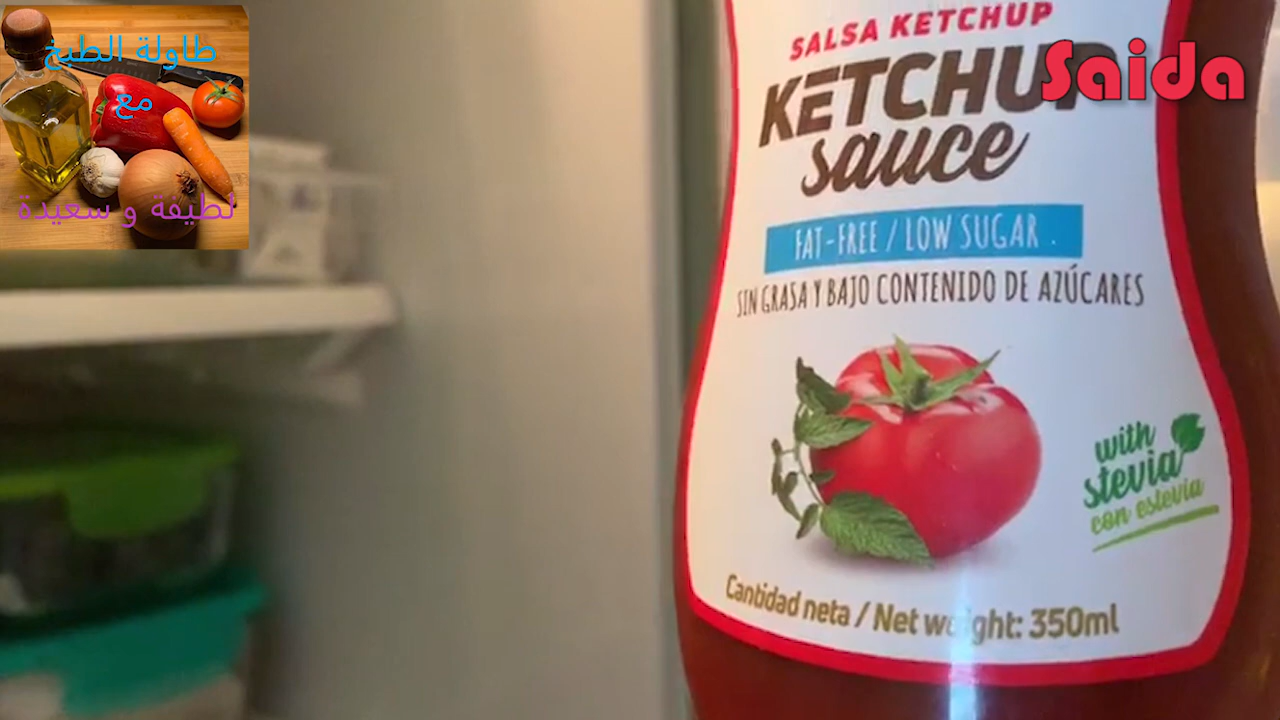 طاولة الطبخ
مع
لطيفة و سعيدة
Saida
SALSA KETCHUP
KETCHUP
sauce
FAT-FREE / LOW SUGAR
SIN GRASA Y BAJO CONTENIDO DE AZÚCARES
with
stevia
con estevia
Cantidad neta / Net weight: 350ml